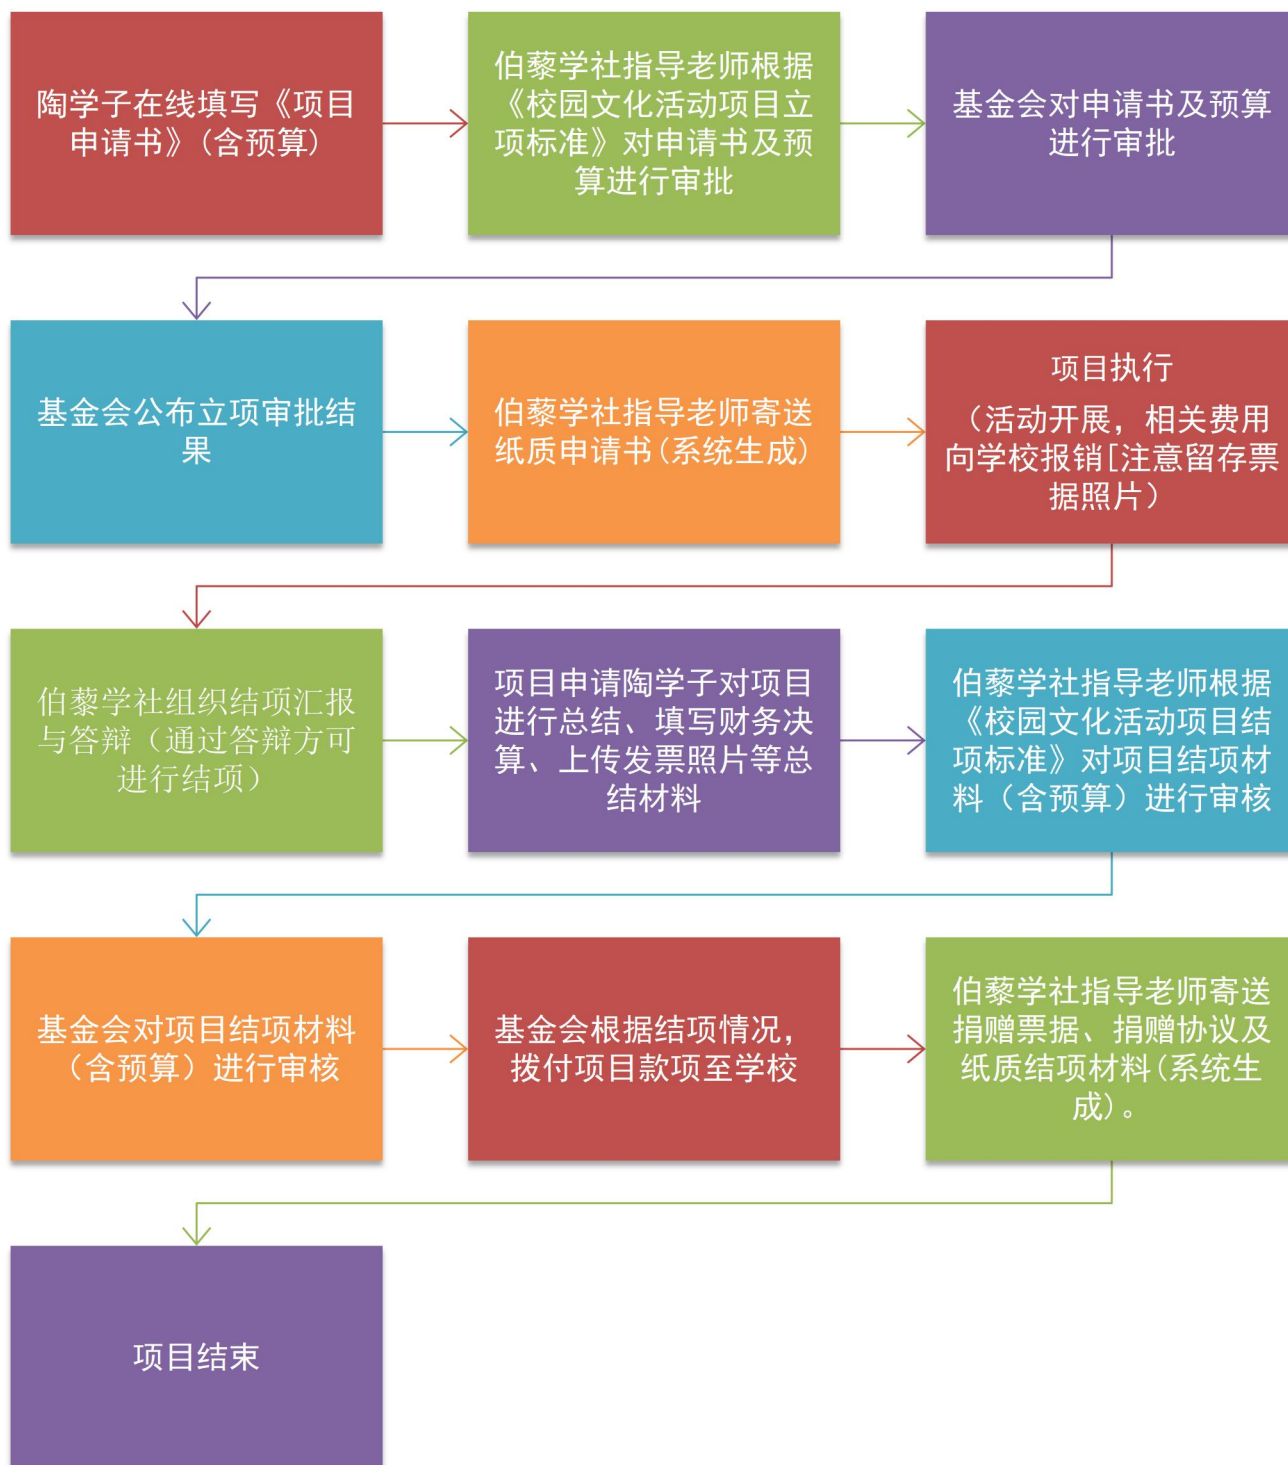 陶学子在线填写《项目
申请书》(含预算)
伯藜学社指导老师根据
《校园文化活动项目立
项标准》对申请书及预
算进行审批
基金会对申请书及预算
进行审批
基金会公布立项审批结
果
伯藜学社指导老师寄送
纸质申请书(系统生成)
项目执行
（活动开展，相关费用
向学校报销[注意留存票
据照片）
伯藜学社组织结项汇报
与答辩（通过答辩方可
进行结项）
项目申请陶学子对项目
进行总结、填写财务决
算、上传发票照片等总
结材料
伯藜学社指导老师根据
《校园文化活动项目结
项标准》对项目结项材
料（含预算）进行审核
基金会对项目结项材料
（含预算）进行审核
基金会根据结项情况，
拨付项目款项至学校
伯藜学社指导老师寄送
捐赠票据、捐赠协议及
纸质结项材料(系统生
成)。
项目结束